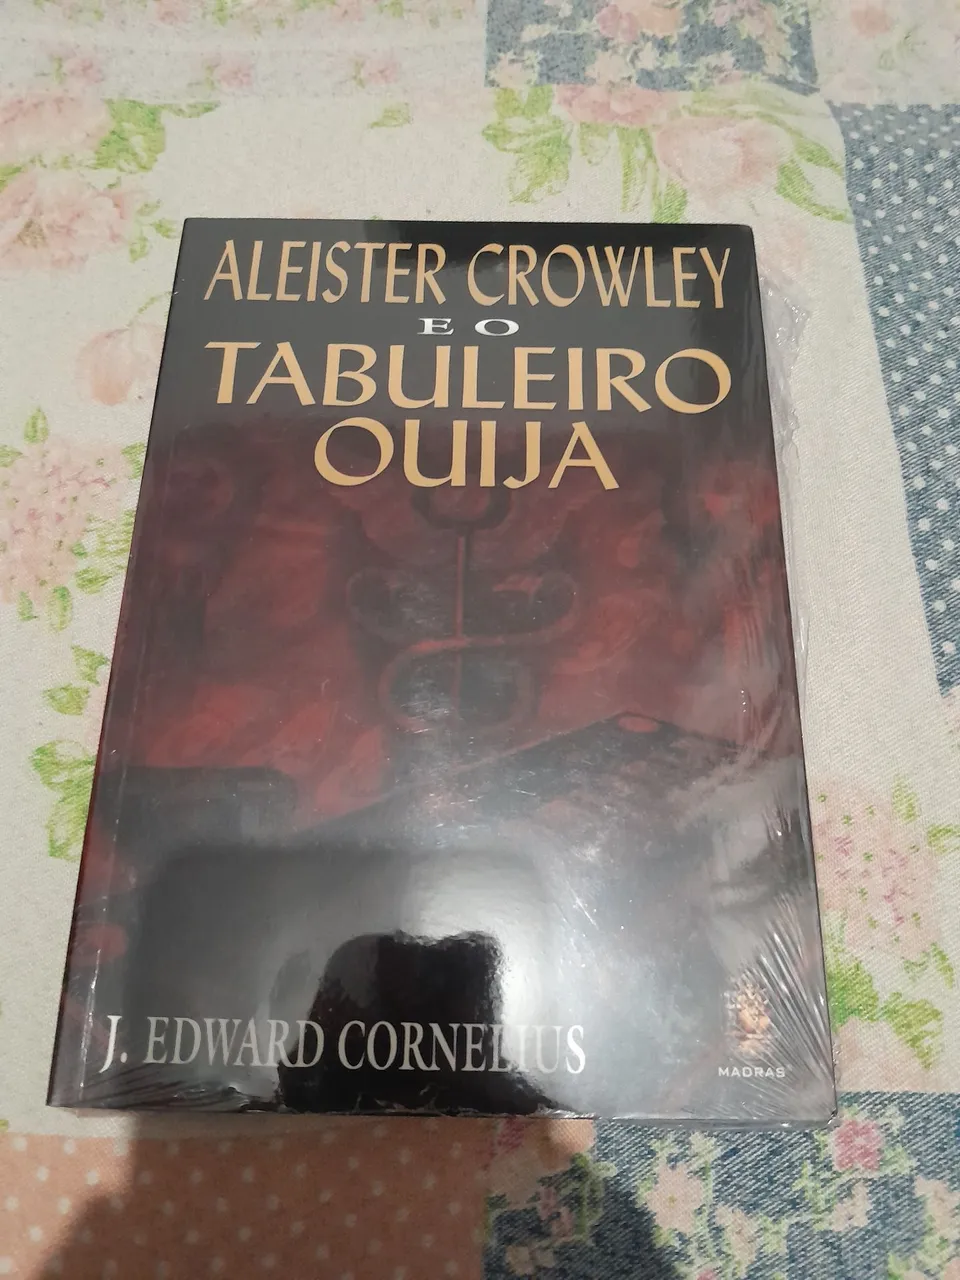 ALEISTER CROWLEY
E O
TABULEIRO
OUIJA
J. EDWARD CORNELIUS
MADRAS